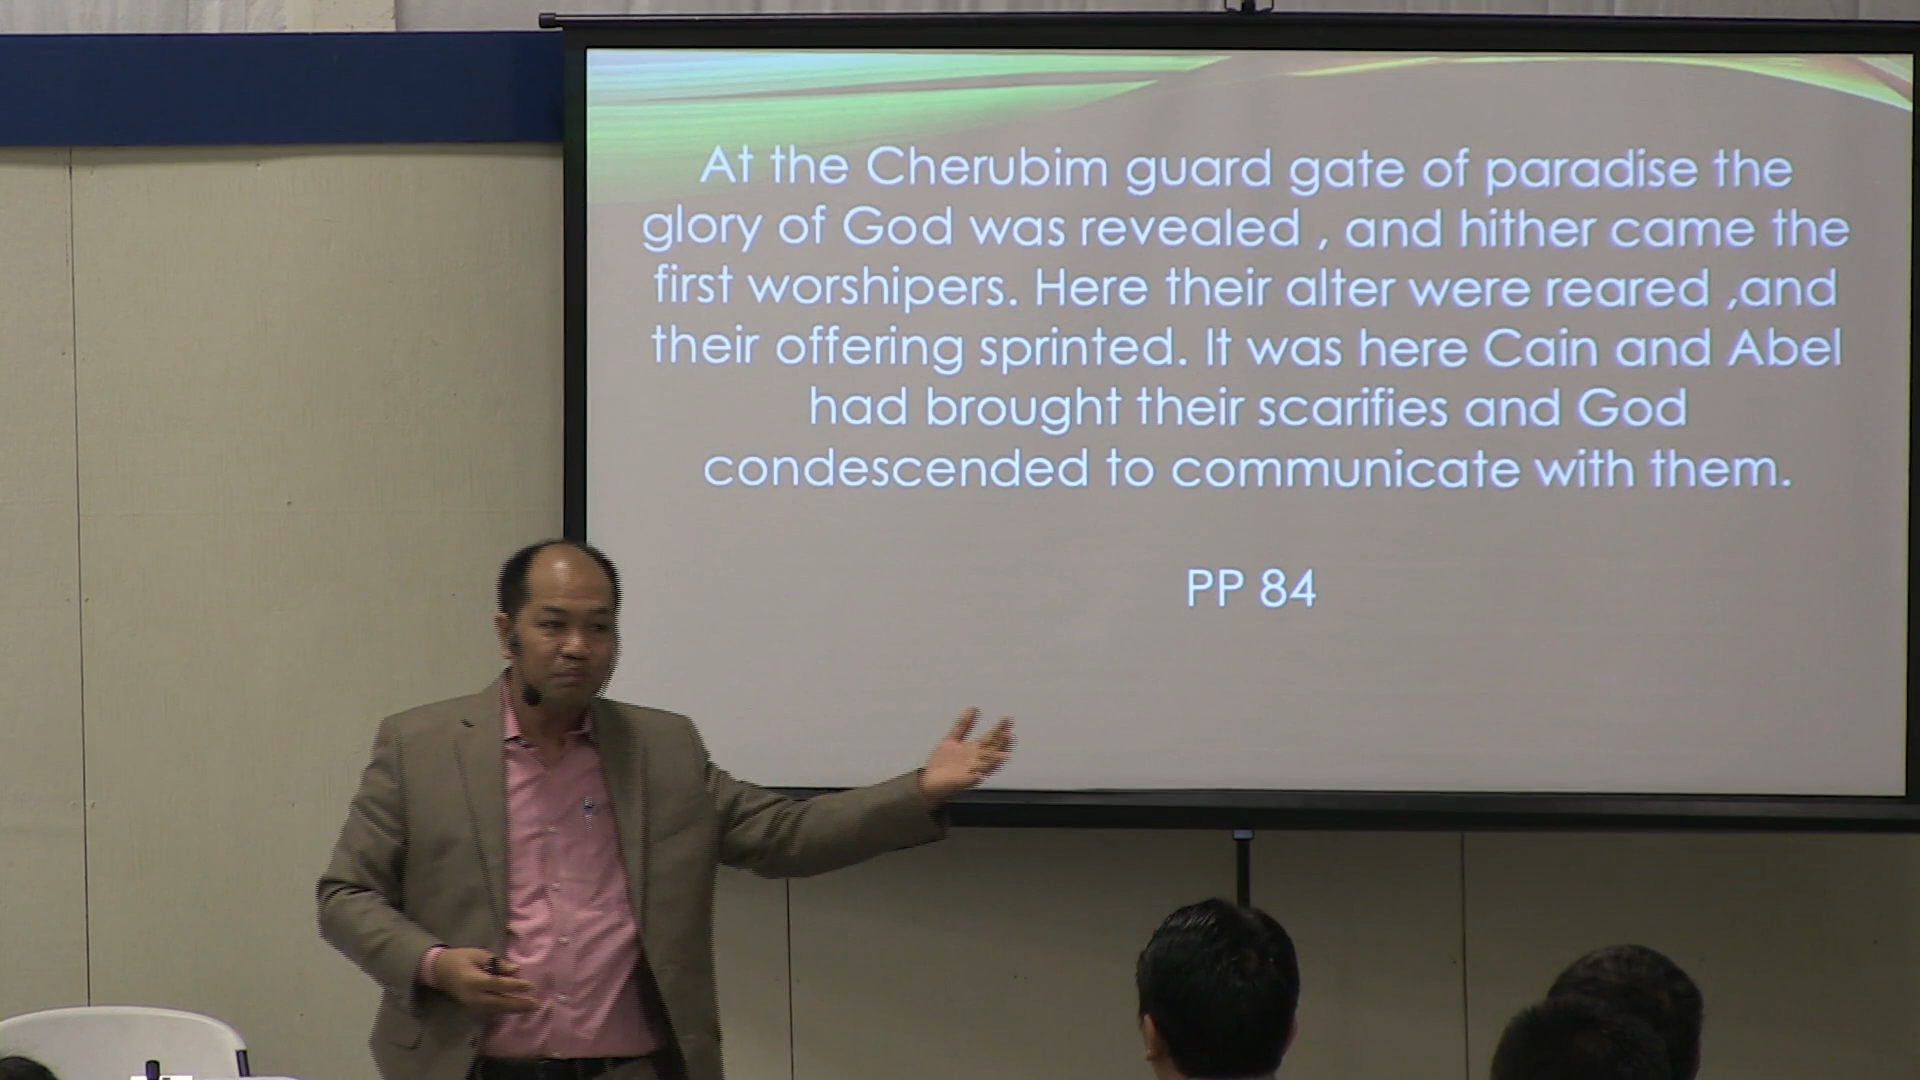 At the Cherubim guard gate of paradise the
glory of God was revealed , and hither came the
first worshipers. Here their alter were reared ,and
their offering sprinted. It was here Cain and Abel
had brought their scarifies and God
condescended to communicate with them.
PP 84